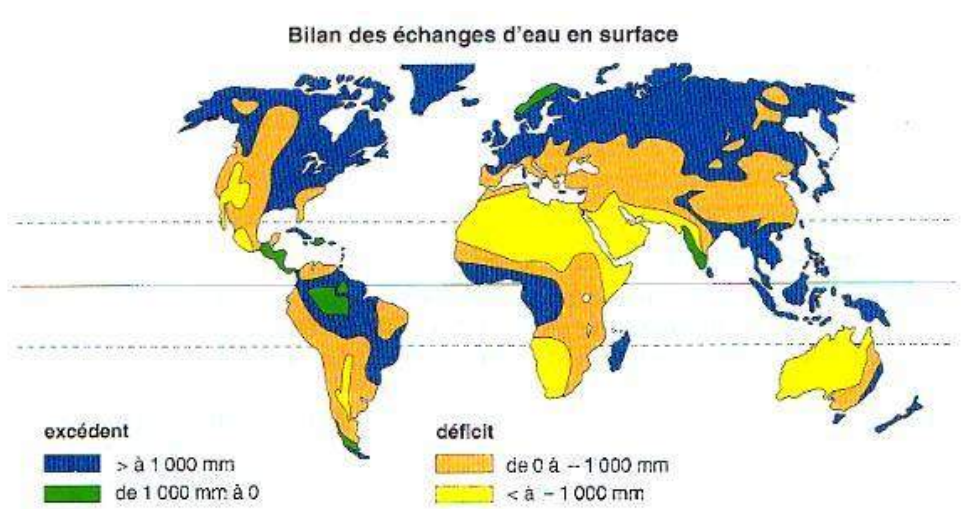 Bilan des échanges d'eau en surface
excédent
> à 1 000 mm
de 1 000 mm à 0
déficit
de 0 à – 1 000 mm
< à – 1 000 mm